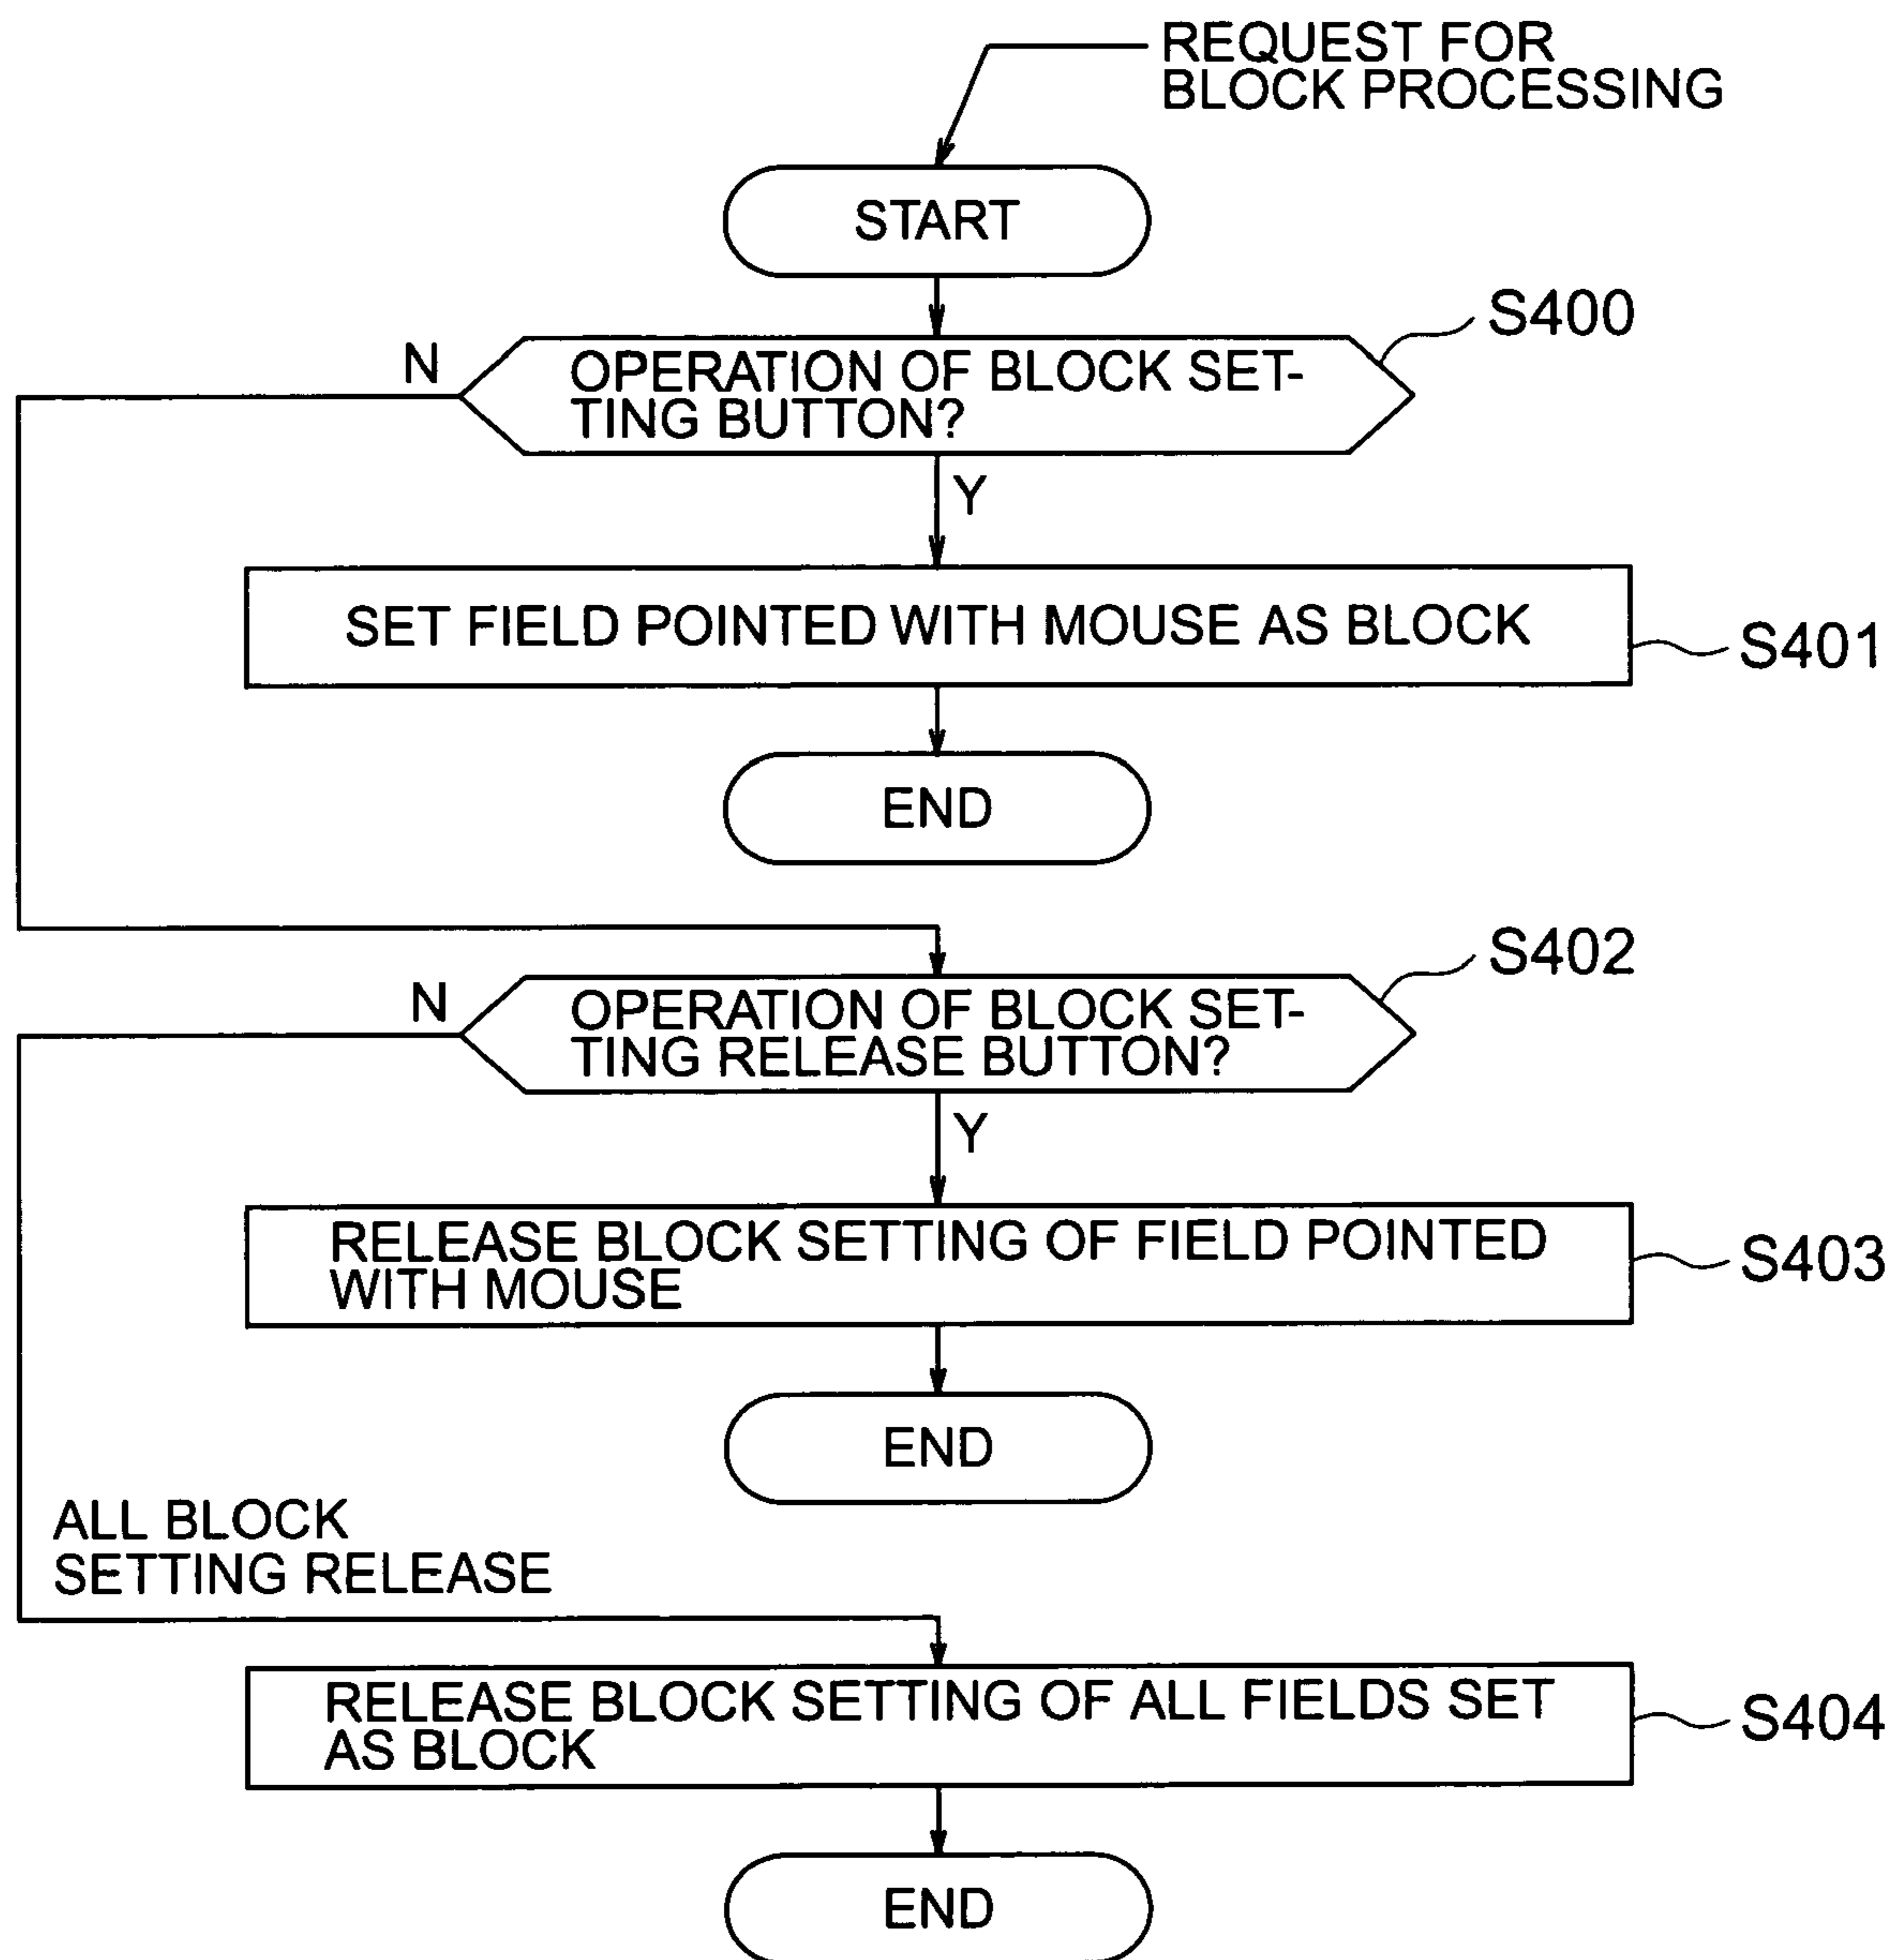 REQUEST FOR
BLOCK PROCESSING
START
S400
N
OPERATION OF BLOCK SET-
TING BUTTON?
Y
SET FIELD POINTED WITH MOUSE AS BLOCK
S401
END
S402
N
OPERATION OF BLOCK SET-
TING RELEASE BUTTON?
Y
RELEASE BLOCK SETTING OF FIELD POINTED
WITH MOUSE
S403
END
ALL BLOCK
SETTING RELEASE
RELEASE BLOCK SETTING OF ALL FIELDS SET
AS BLOCK
S404
END